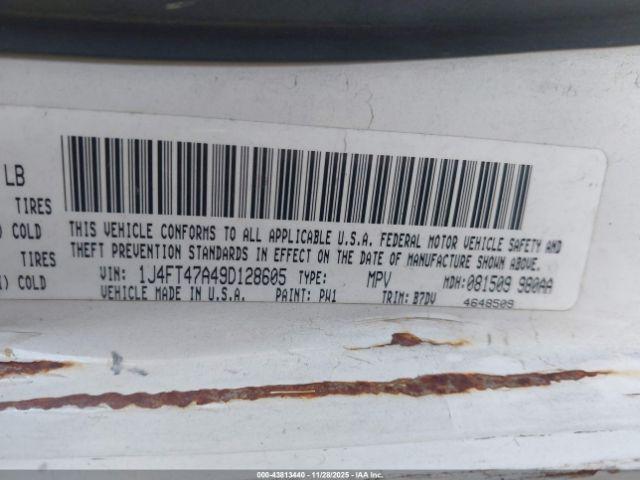 LB
TIRES
) COLD
TIRES
I) COLD
THIS VEHICLE CONFORMS TO ALL APPLICABLE U.S.A. FEDERAL MOTOR VEHICLE SAFETY AND
THEFT PREVENTION STANDARDS IN EFFECT ON THE DATE OF MANUFACTURE SHOWN ABOVE.
VIN: 1J4FT47A49D128605 TYPE: MPV MDH: 081509 980AA
VEHICLE MADE IN U.S.A. PAINT: PW1 TRIM: B7DV 4648509
000-43813440 11/28/2025 IAAI.CA